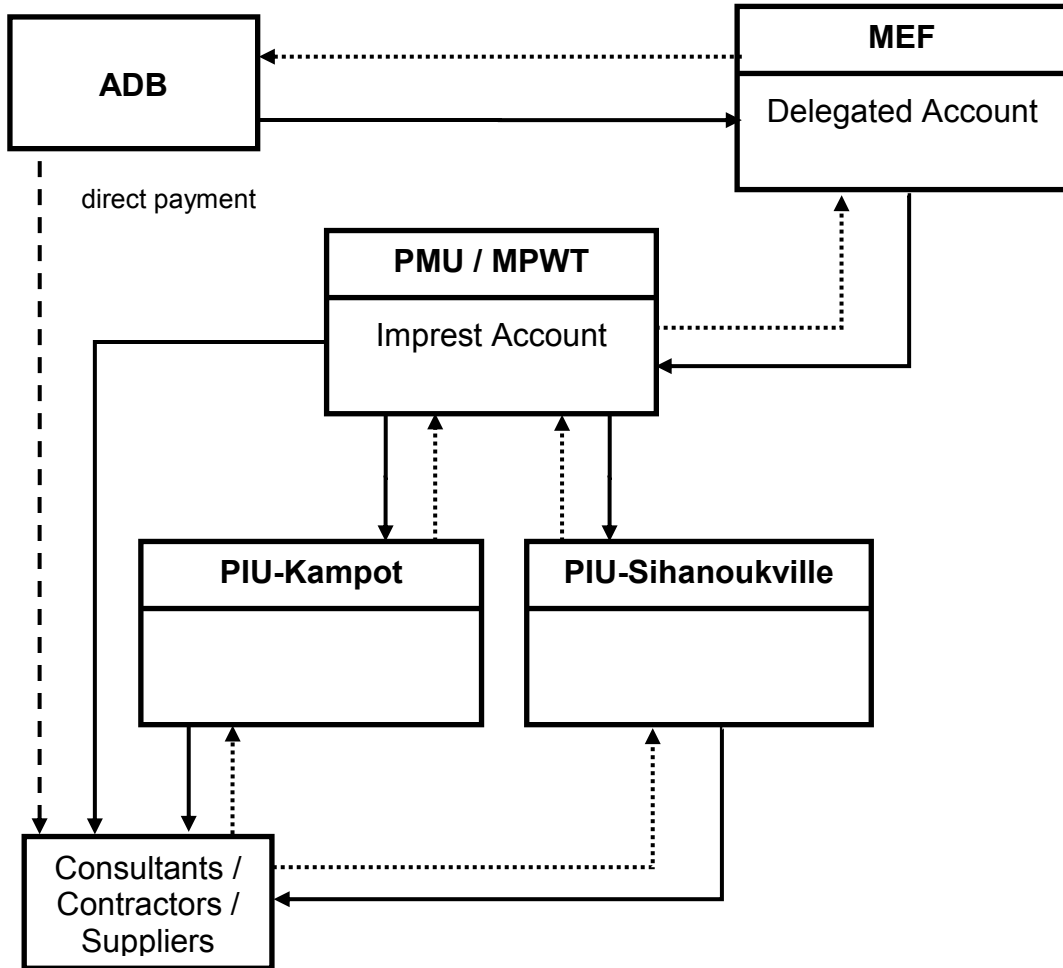 ADB
MEF
Delegated Account
direct payment
PMU / MPWT
Imprest Account
PIU-Kampot
PIU-Sihanoukville
Consultants /
Contractors /
Suppliers